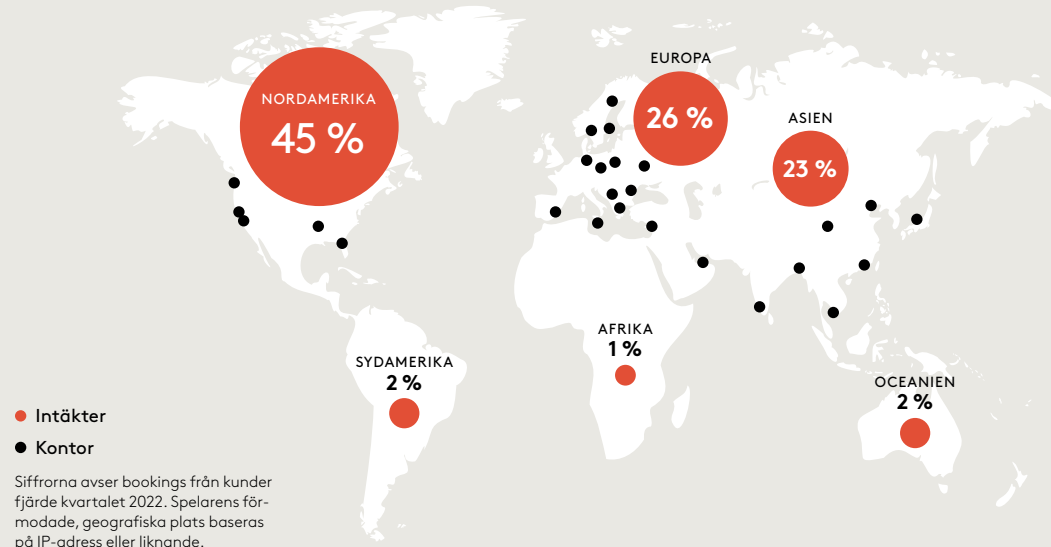 NORDAMERIKA
45 %
EUROPA
26 %
ASIEN
23 %
AFRIKA
1 %
SYDAMERIKA
2 %
OCEANIEN
2 %
Intäkter
Kontor
Siffrorna avser bookings från kunder
fjärde kvartalet 2022. Spelarens för-
modade, geografiska plats baseras
på IP-adress eller liknande.